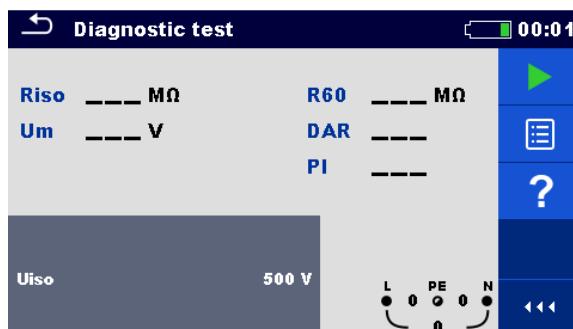 Diagnostic test 00:01
Riso ___ MΩ R60 ___ MΩ
Um ___ V DAR ___
PI ___
?
Uiso 500 V
L PE N
0 0
0